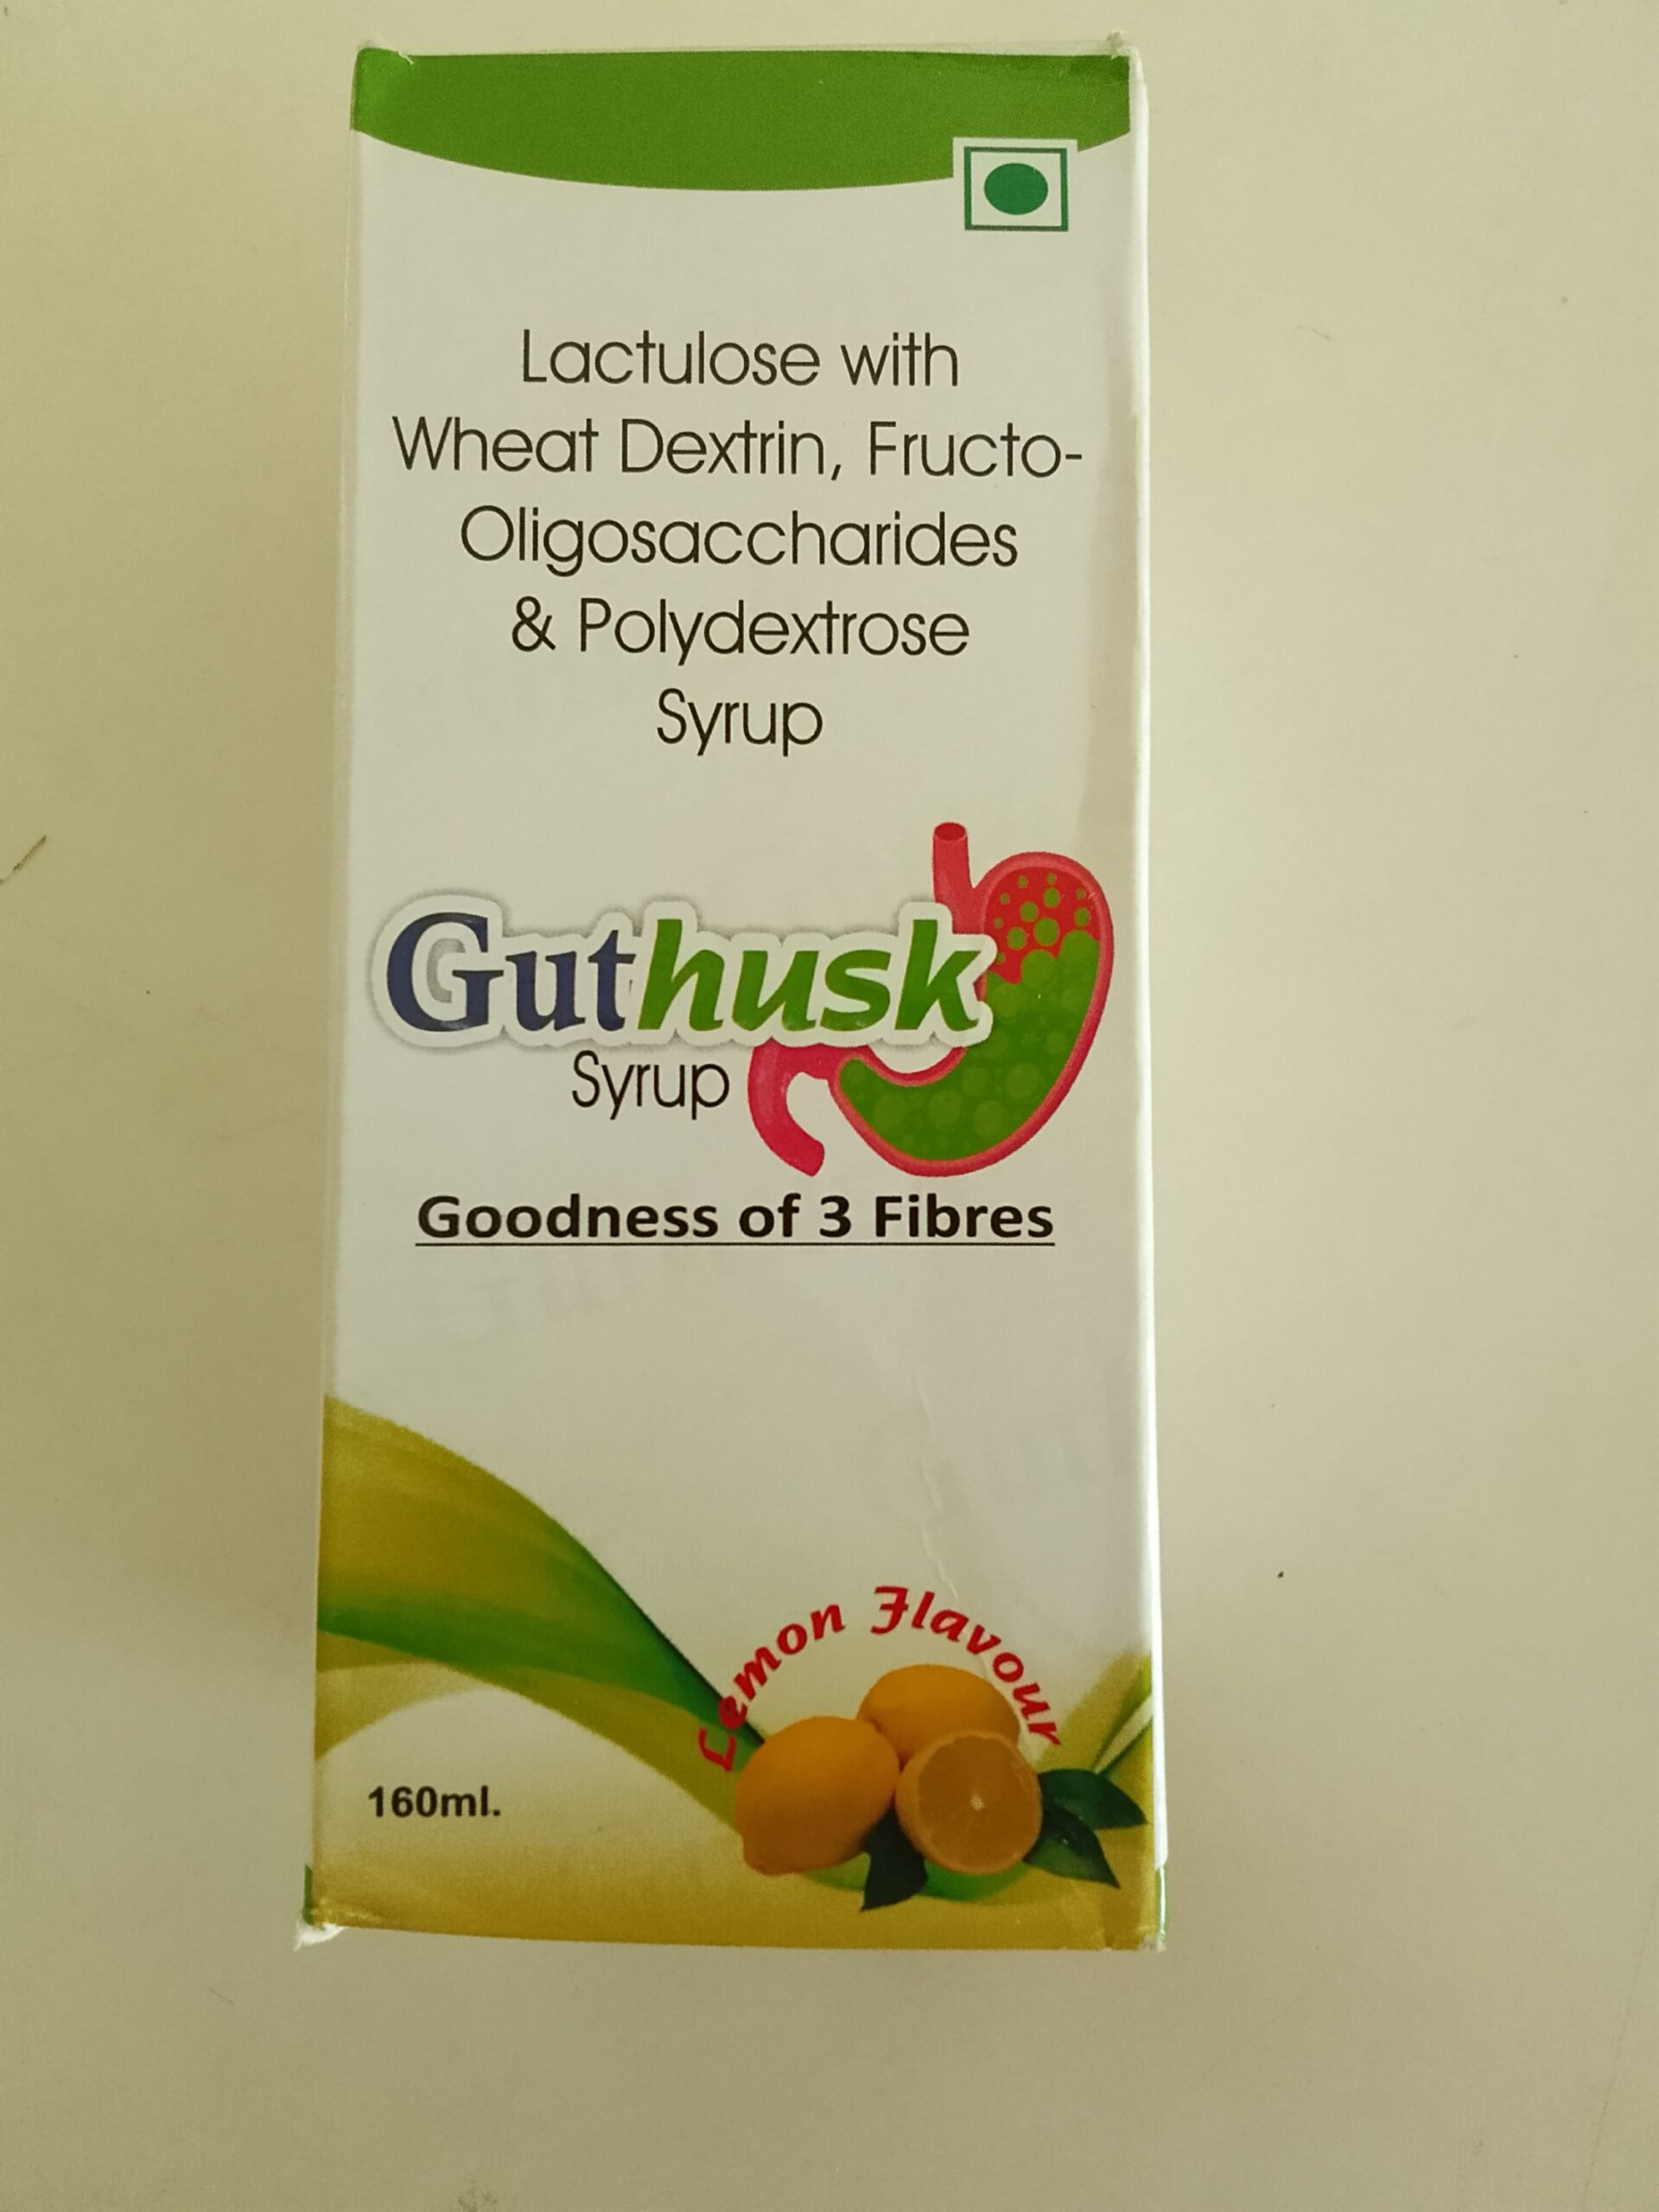 Lactulose with
Wheat Dextrin, Fructo-
Oligosaccharides
& Polydextrose
Syrup
Guthusk
Syrup
Goodness of 3 Fibres
Lemon Flavour
160ml.